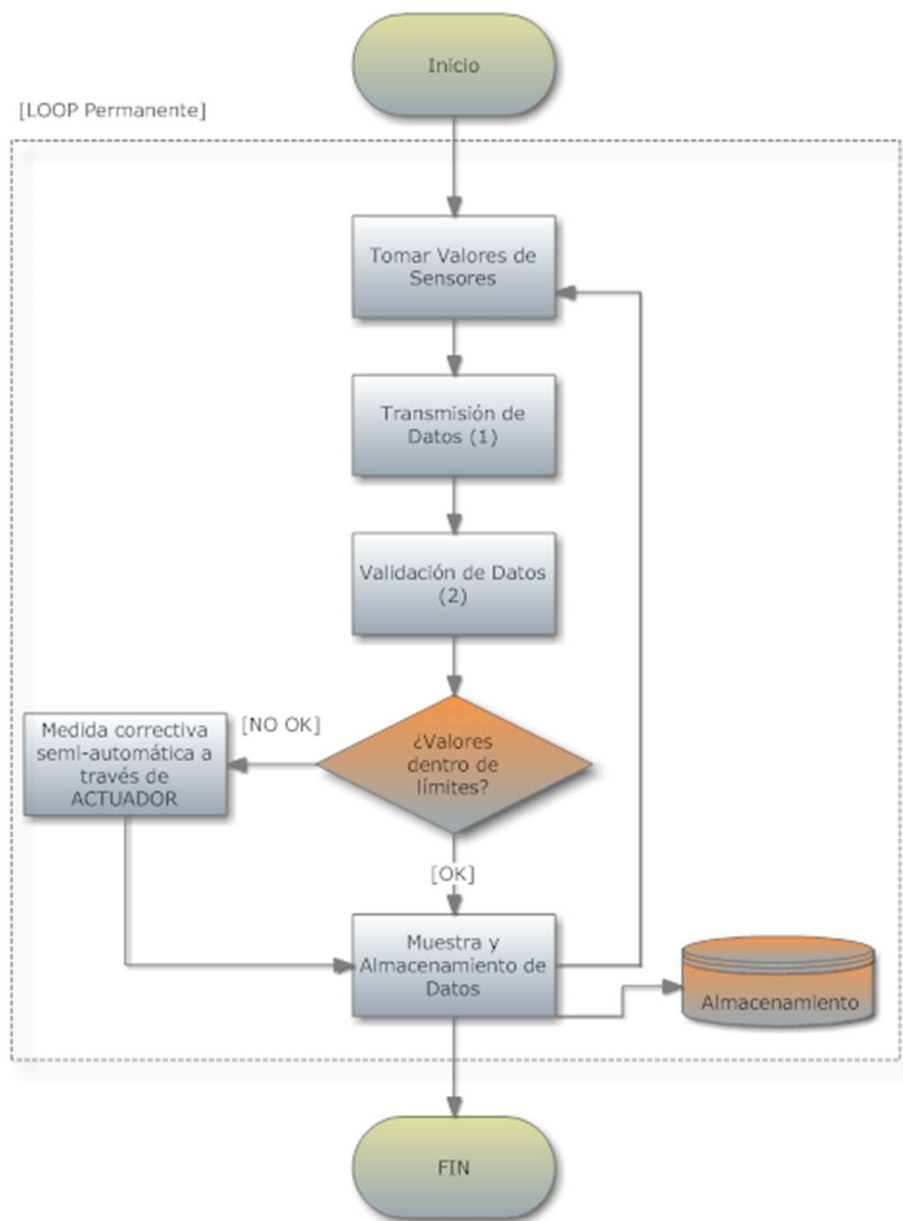 Inicio
[LOOP Permanente]
Tomar Valores de
Sensores
Transmisión de
Datos (1)
Validación de Datos
(2)
¿Valores
dentro de
límites?
[NO OK]
Medida correctiva
semi-automática a
través de
ACTUADOR
[OK]
Muestra y
Almacenamiento de
Datos
Almacenamiento
FIN